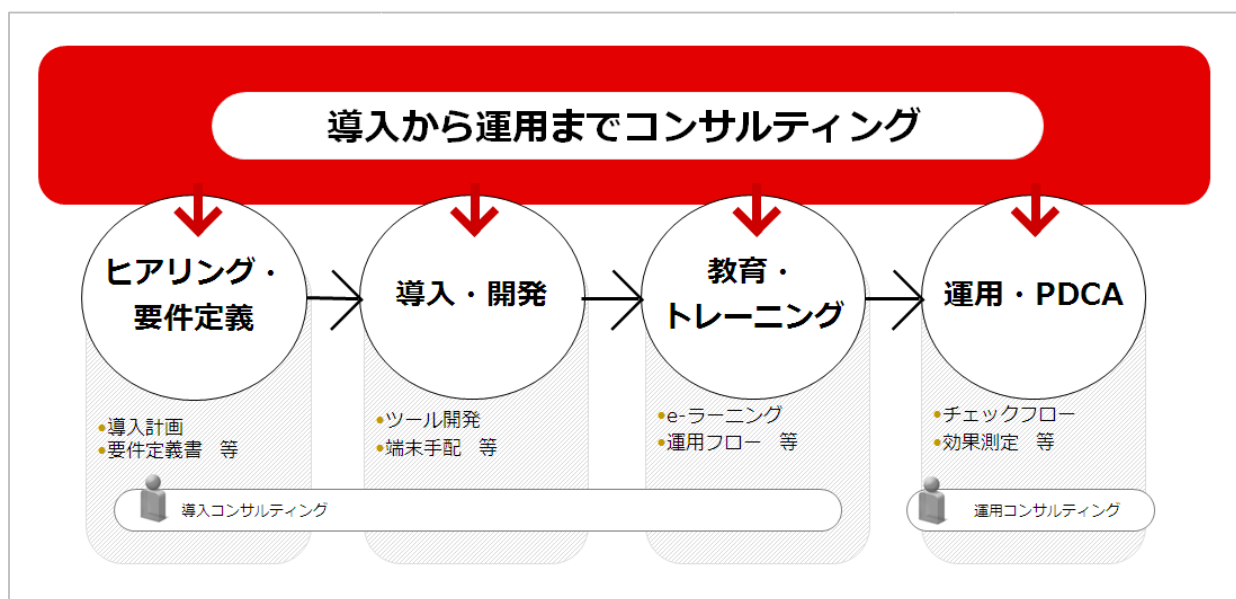 導入から運用までコンサルティング
ヒアリング・
要件定義
導入・開発
教育・
トレーニング
運用・PDCA
•導入計画
•要件定義書　等
•ツール開発
•端末手配　等
•e-ラーニング
•運用フロー　等
•チェックフロー
•効果測定　等
導入コンサルティング
運用コンサルティング